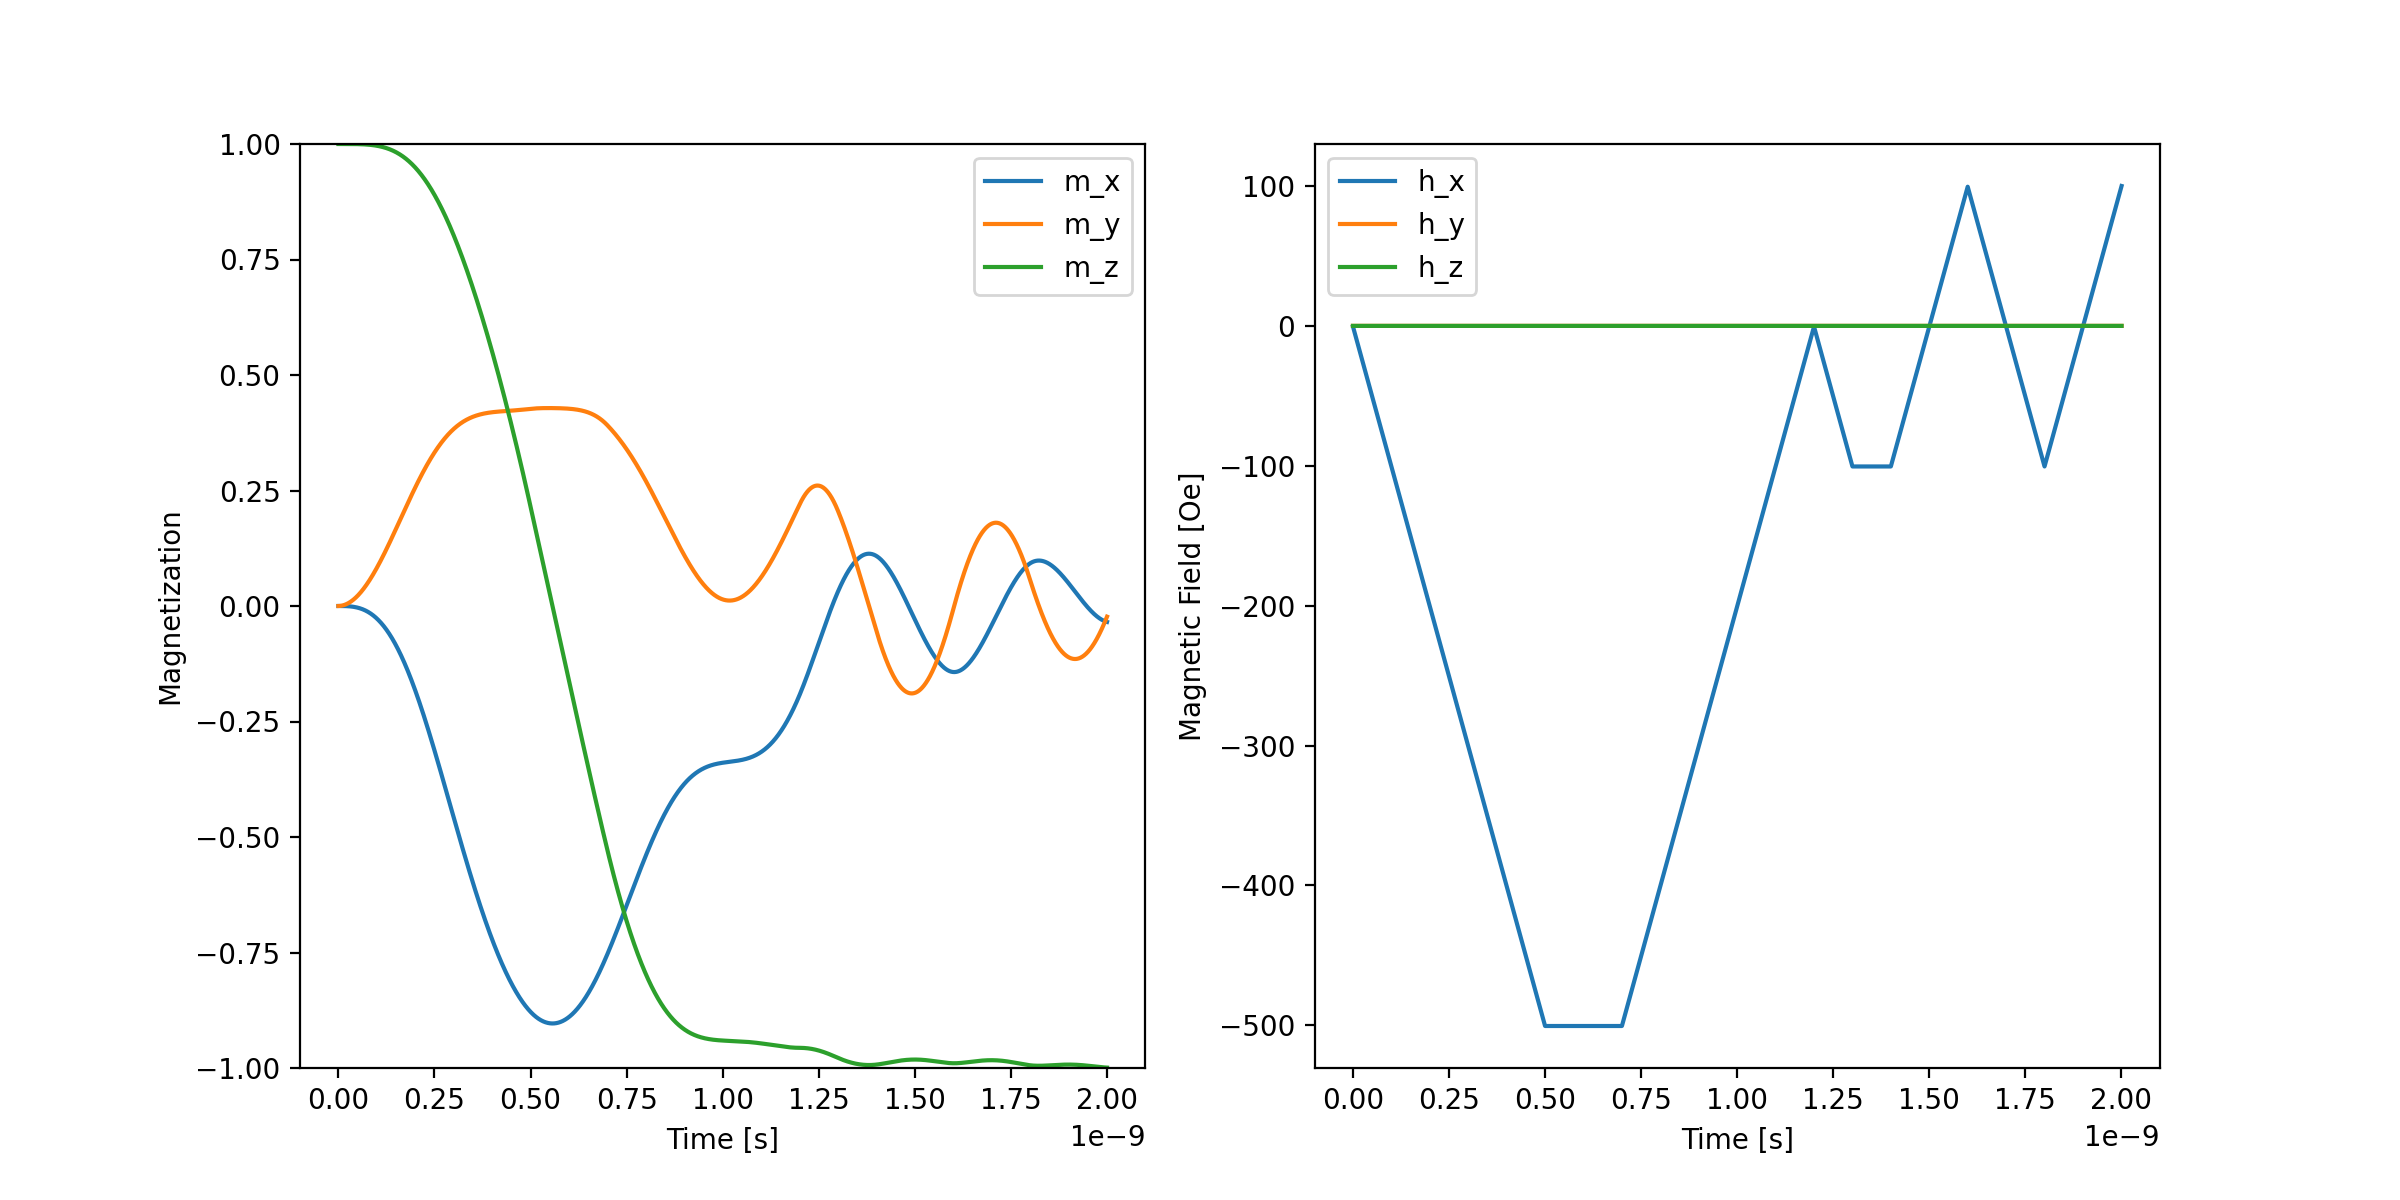 1.00
0.75
0.50
0.25
0.00
−0.25
−0.50
−0.75
−1.00
Magnetization
m_x
m_y
m_z
0.00 0.25 0.50 0.75 1.00 1.25 1.50 1.75 2.00
Time [s]
1e−9
100
0
−100
−200
−300
−400
−500
Magnetic Field [Oe]
h_x
h_y
h_z
0.00 0.25 0.50 0.75 1.00 1.25 1.50 1.75 2.00
Time [s]
1e−9